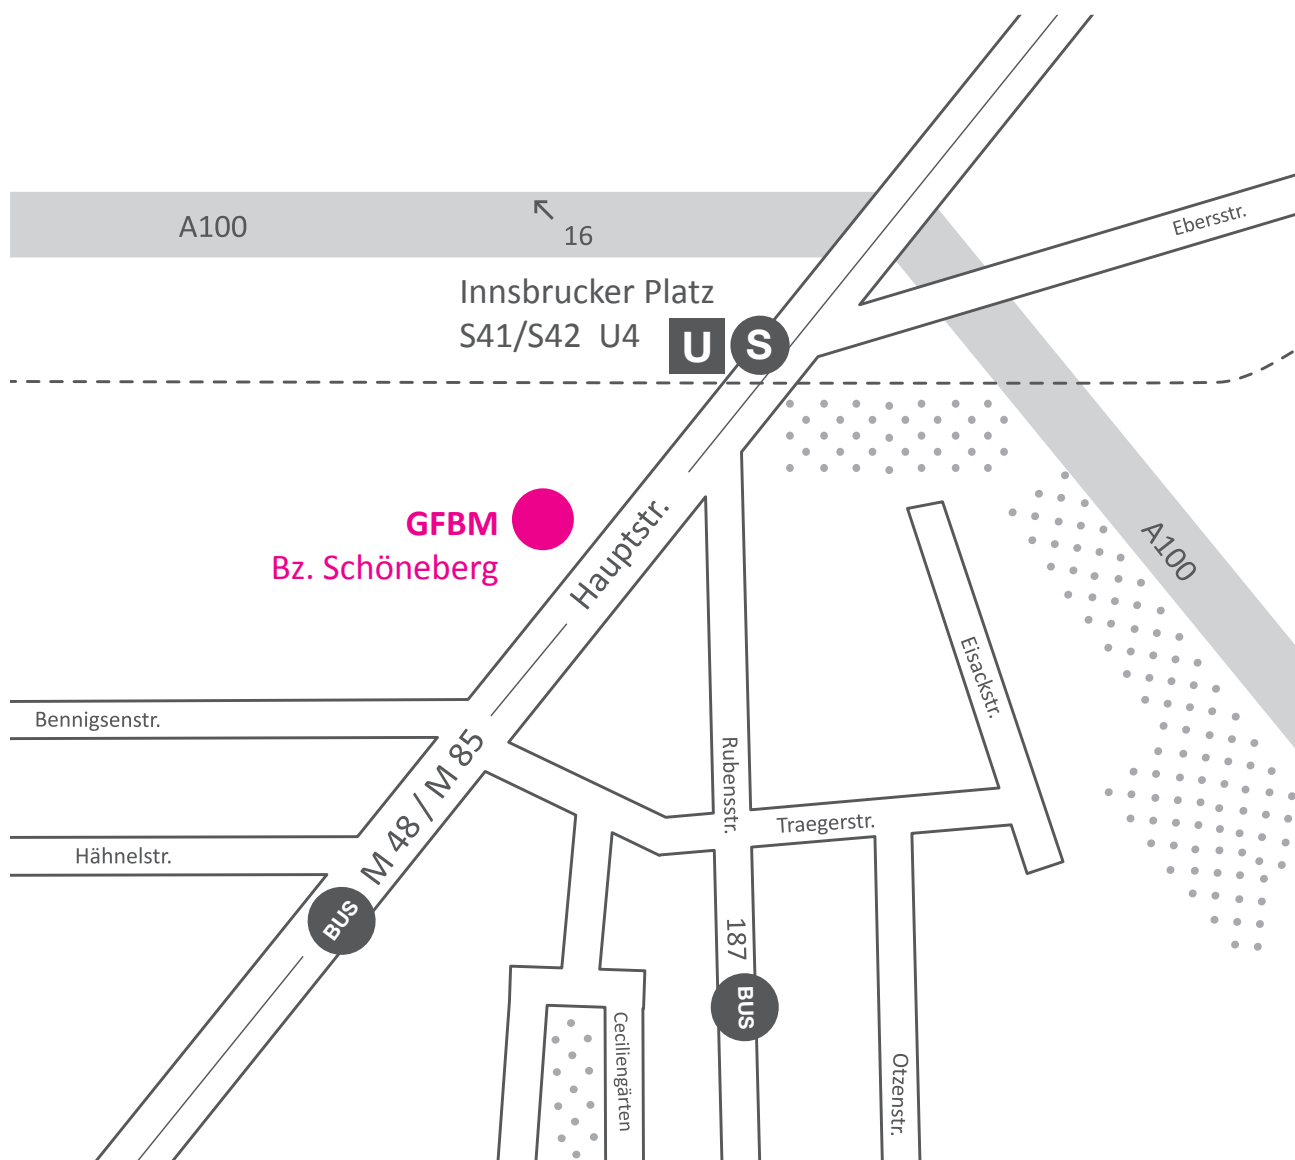 A100
16
Ebersstr.
Innsbrucker Platz
S41/S42 U4
U
S
GFBM
Bz. Schöneberg
Hauptstr.
A100
Eisackstr.
Bennigsenstr.
M 48 / M 85
Rubensstr.
Traegerstr.
Hähnelstr.
BUS
187
BUS
Ceciliengärten
Otzenstr.